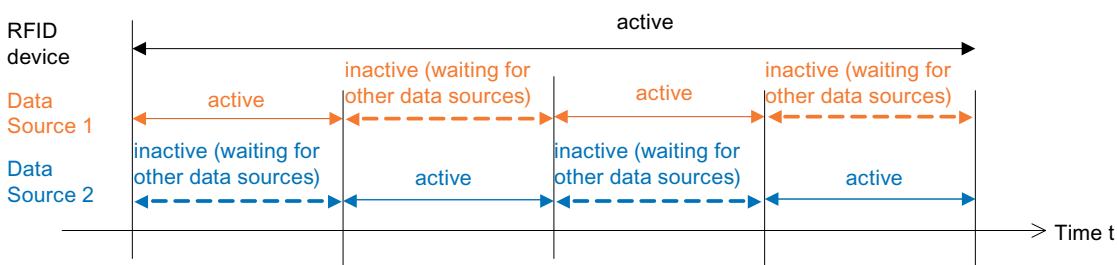 RFID
device
active
Data
Source 1
active
inactive (waiting for
other data sources)
active
inactive (waiting for
other data sources)
Data
Source 2
inactive (waiting for
other data sources)
active
inactive (waiting for
other data sources)
active
Time t